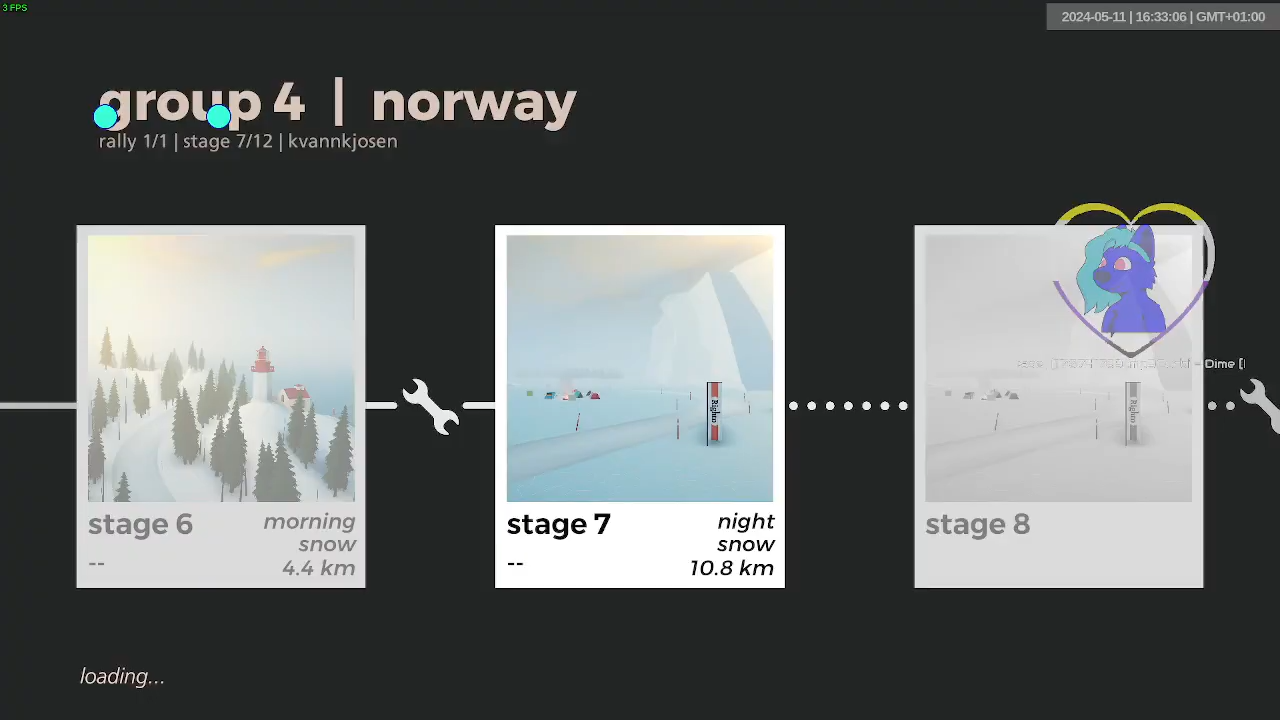 3 FPS
2024-05-11 | 16:33:06 | GMT+01:00
group 4 | norway
rally 1/1 | stage 7/12 | kvannkjosen
stage 6
morning
snow
--
4.4 km
stage 7
night
snow
--
10.8 km
stage 8
- Dime [
loading...